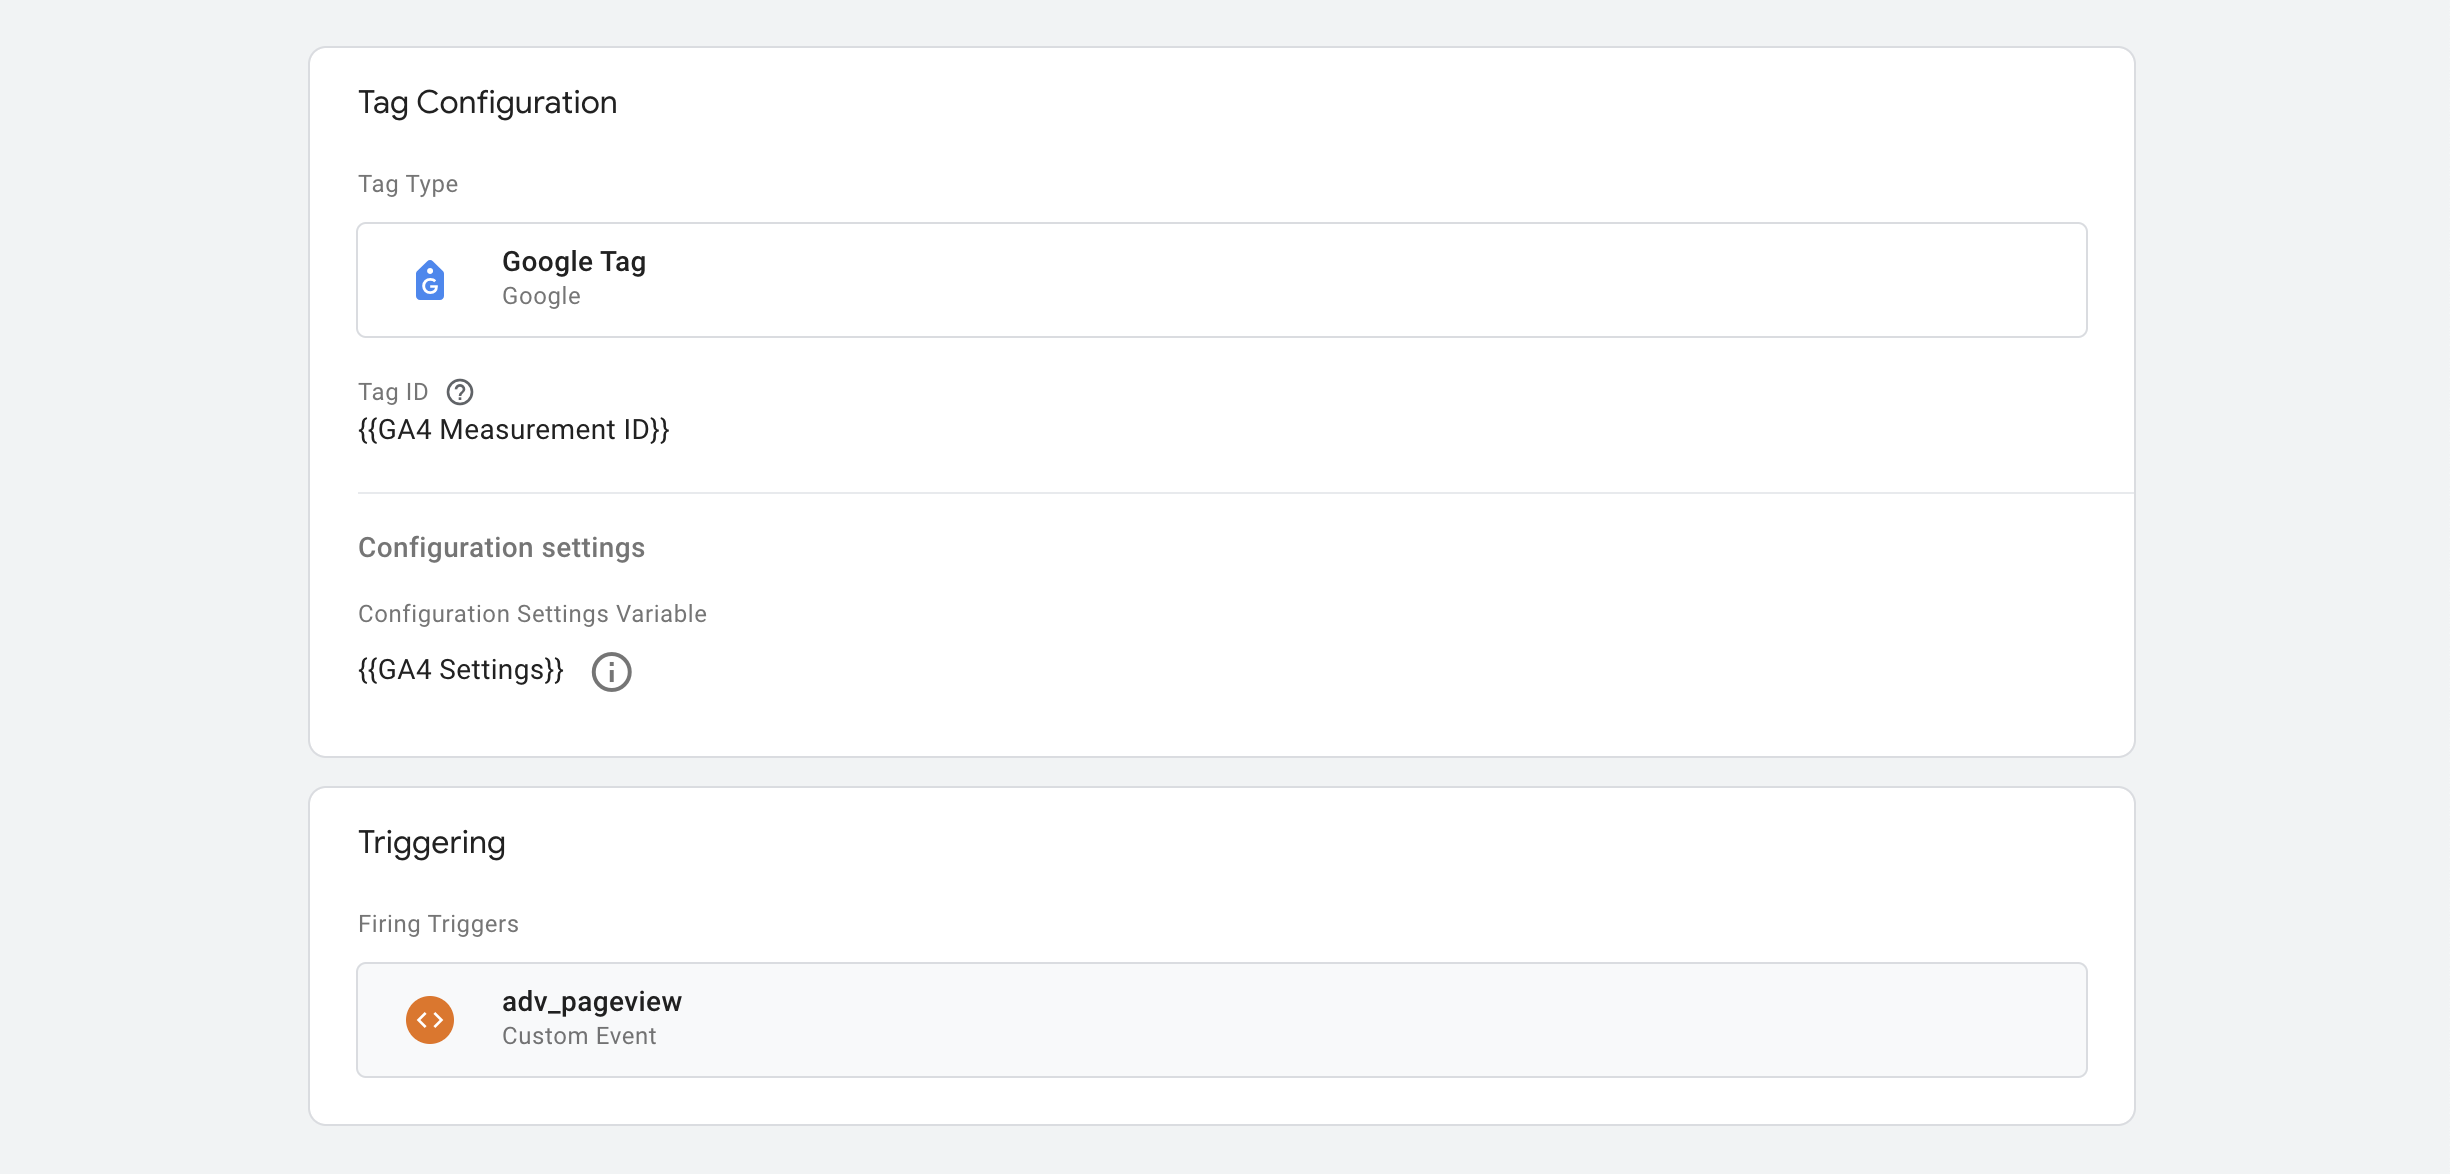 Tag Configuration
Tag Type
Google Tag
Google
Tag ID
{{GA4 Measurement ID}}
Configuration settings
Configuration Settings Variable
{{GA4 Settings}}
Triggering
Firing Triggers
adv_pageview
Custom Event